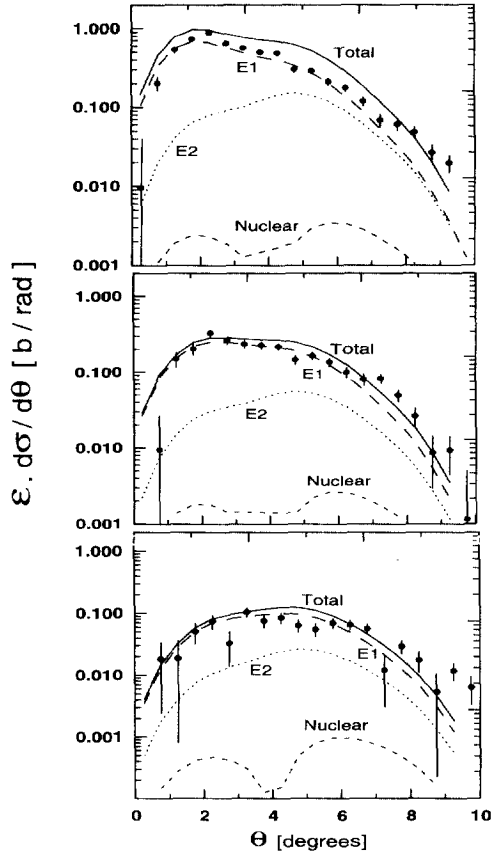 1.000
Total
E1
0.100
E2
0.010
Nuclear
0.001
1.000
Total
0.100
E1
E2
0.010
Nuclear
0.001
1.000
Total
0.100
E1
E2
0.010
Nuclear
0.001
0 2 4 6 8 10
Θ [degrees]
ε. dσ/dθ [ b / rad ]